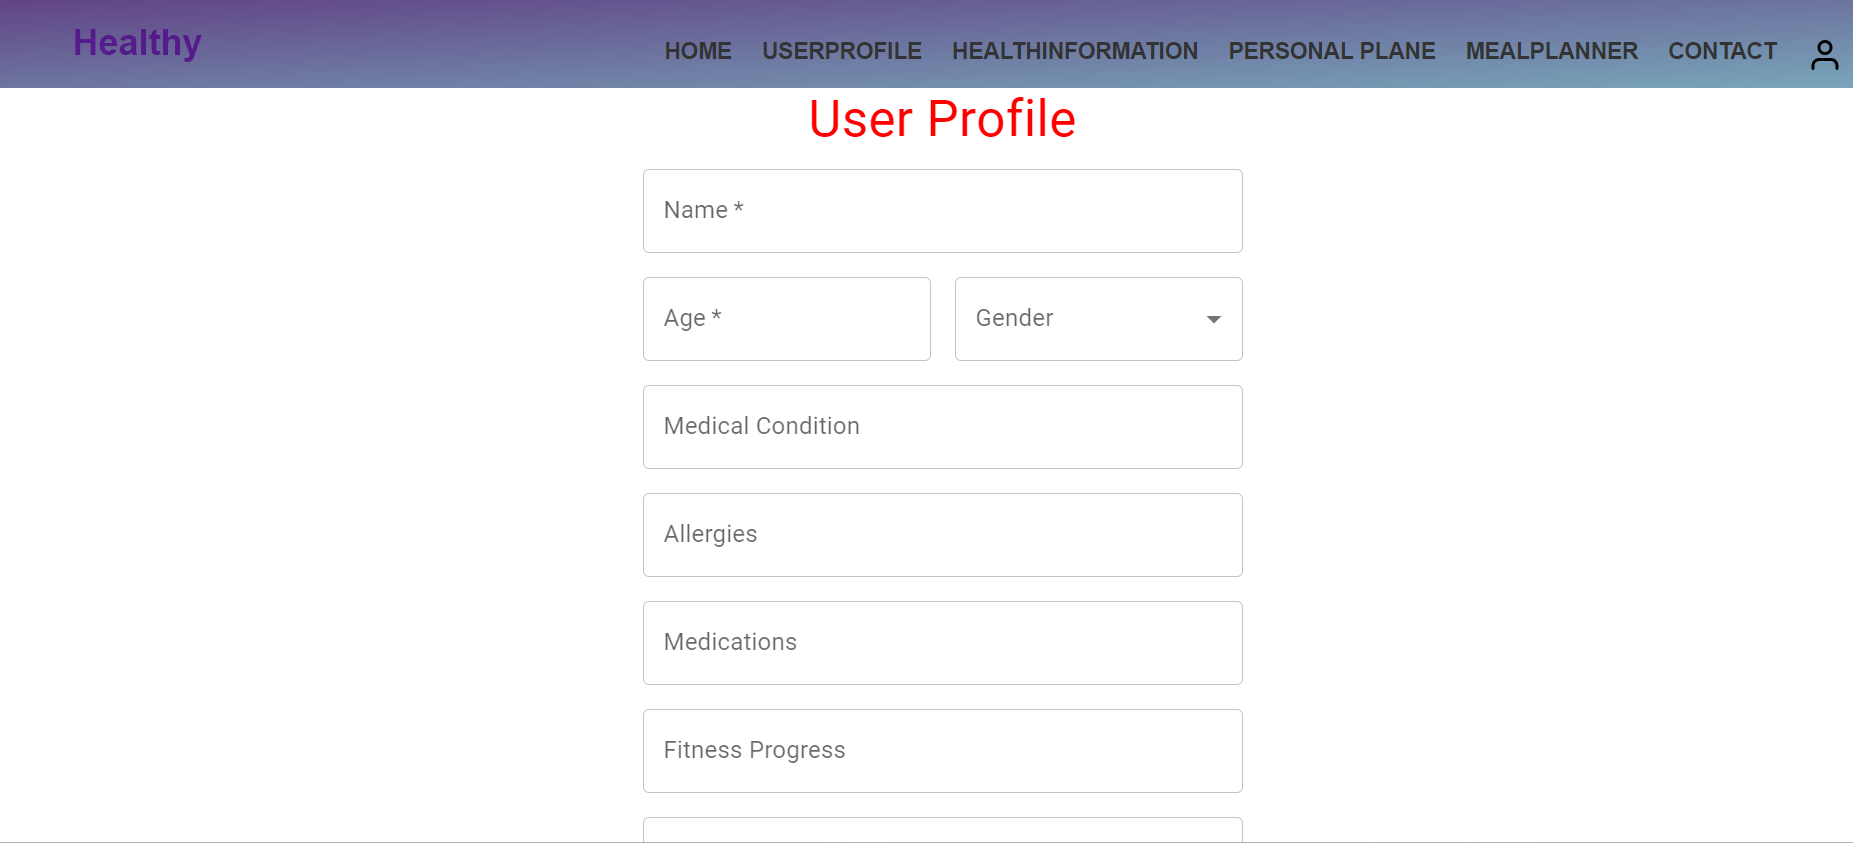 Healthy
HOME USERPROFILE HEALTHINFORMATION PERSONAL PLANE MEALPLANNER CONTACT
User Profile
Name *
Age * Gender
Medical Condition
Allergies
Medications
Fitness Progress